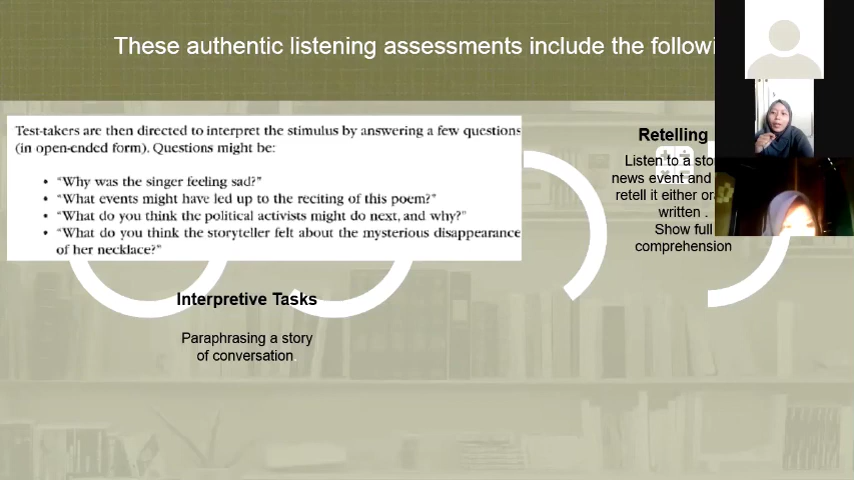 These authentic listening assessments include the
Test-takers are then directed to interpret the stimulus by answering a few questions
(in open-ended form). Questions might be:
• "Why was the singer feeling sad?"
• "What events might have led up to the reciting of this poem?"
• "What do you think the political activists might do next, and why?"
• "What do you think the storyteller felt about the mysterious disappearance
of her necklace?"
Interpretive Tasks
Paraphrasing a story
of conversation.
Retelling
Listen to a
news event and
retell it either
written .
Show full
comprehension